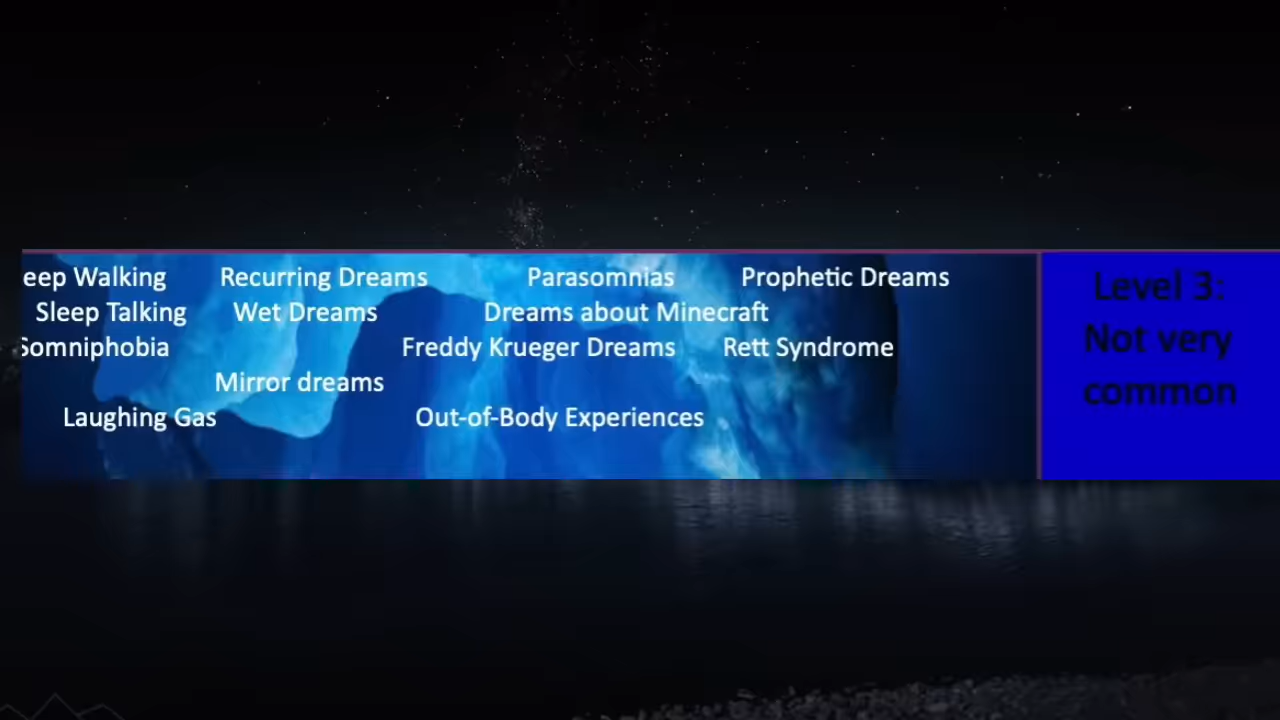 eep Walking Recurring Dreams Parasomnias Prophetic Dreams
Sleep Talking Wet Dreams Dreams about Minecraft
Somniphobia Freddy Krueger Dreams Rett Syndrome
Mirror dreams
Laughing Gas Out-of-Body Experiences
Level 3:
Not very
common